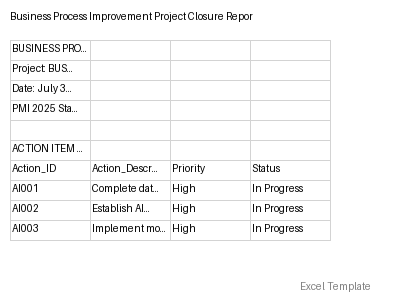 Business Process Improvement Project Closure Repor
BUSINESS PRO...
Project: BUS...
Date: July 3...
PMI 2025 Sta...
ACTION ITEM ...
Action_ID Action_Descr... Priority Status
AI001 Complete dat... High In Progress
AI002 Establish AI... High In Progress
AI003 Implement mo... High In Progress
Excel Template